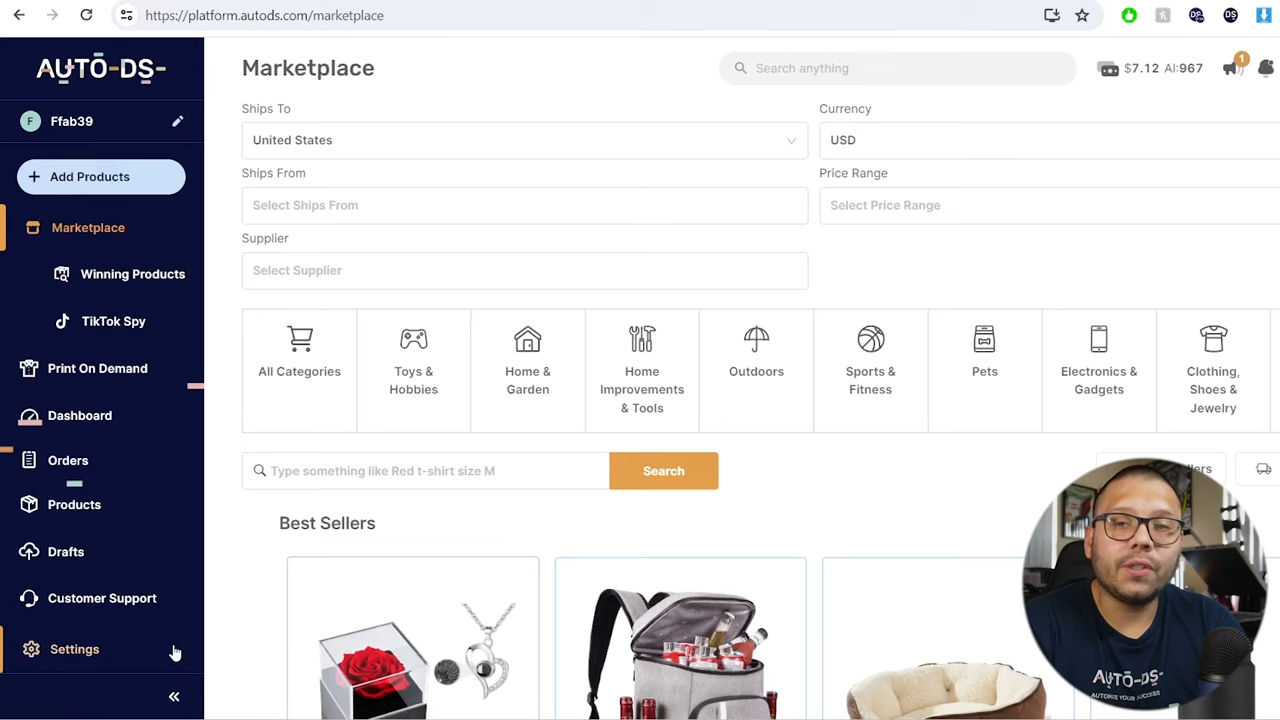 https://platform.autods.com/marketplace
AUTO-DS-
Marketplace
Search anything
$7.12 AI:967
1
F
Ffab39
Add Products
Marketplace
Winning Products
TikTok Spy
Print On Demand
Dashboard
Orders
Products
Drafts
Customer Support
Settings
Ships To
United States
Currency
USD
Ships From
Select Ships From
Price Range
Select Price Range
Supplier
Select Supplier
All Categories
Toys &
Hobbies
Home &
Garden
Home
Improvements
& Tools
Outdoors
Sports &
Fitness
Pets
Electronics &
Gadgets
Clothing,
Shoes &
Jewelry
Type something like Red t-shirt size M
Search
Best Sellers
AUTO-DS-
AUTOMATE YOUR SUCCESS